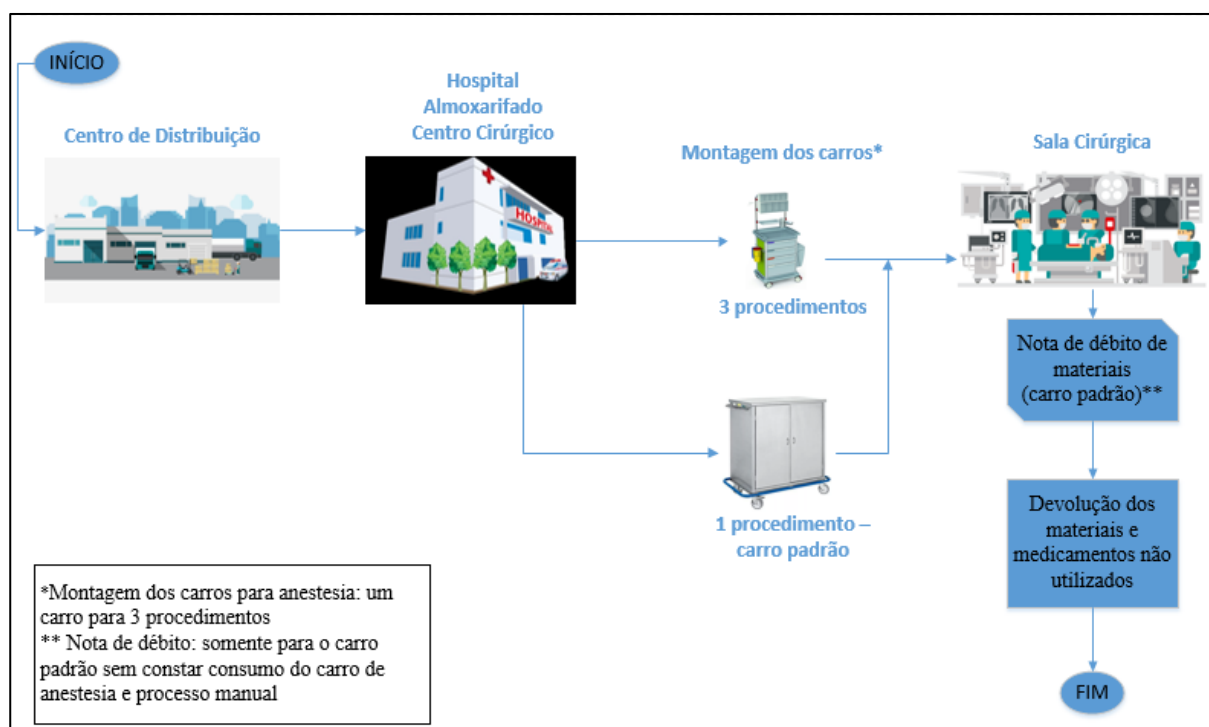 INÍCIO
Centro de Distribuição
Hospital
Almoxarifado
Centro Cirúrgico
HOSPITAL
Montagem dos carros*
3 procedimentos
1 procedimento –
carro padrão
Sala Cirúrgica
Nota de débito de
materiais
(carro padrão)**
Devolução dos
materiais e
medicamentos não
utilizados
FIM
*Montagem dos carros para anestesia: um
carro para 3 procedimentos
** Nota de débito: somente para o carro
padrão sem constar consumo do carro de
anestesia e processo manual